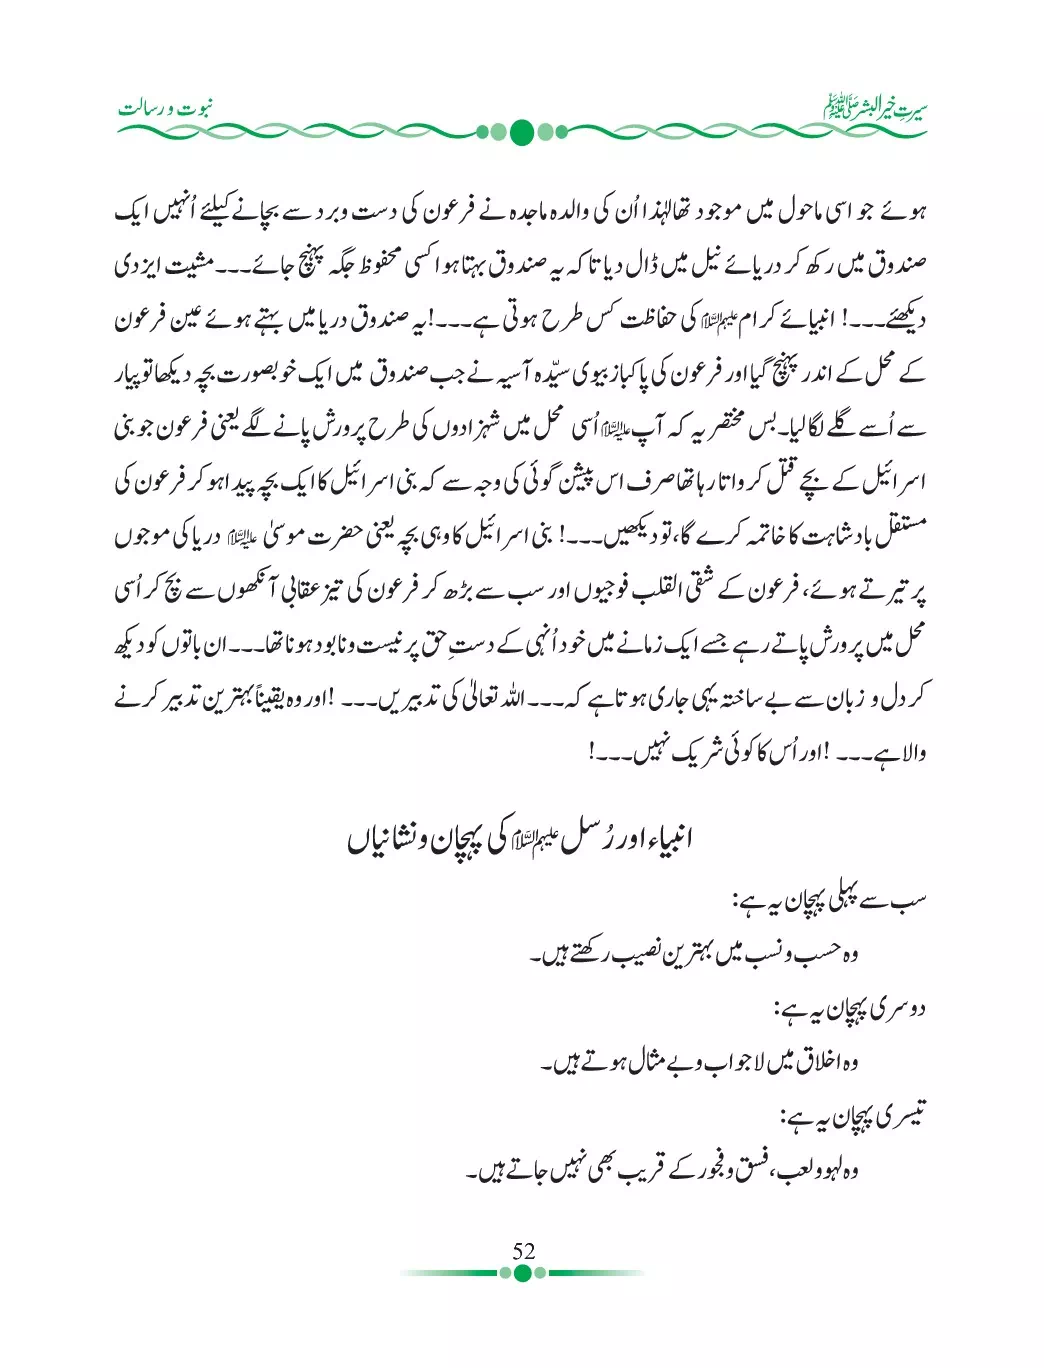 سیرتِ خیر البشر ﷺ
نبوت و رسالت
ہوئے جو اسی ماحول میں موجود تھا لہٰذا اُن کی والدہ ماجدہ نے فرعون کی دست وبرد سے بچانے کیلئے اُنہیں ایک
صندوق میں رکھ کر دریائے نیل میں ڈال دیا تاکہ یہ صندوق بہتا ہوا کسی محفوظ جگہ پہنچ جائے۔۔۔مشیت ایزدی
دیکھئے۔۔۔! انبیائے کرام علیہم السلام کی حفاظت کس طرح ہوتی ہے۔۔۔!یہ صندوق دریا میں بہتے ہوئے عین فرعون
کے محل کے اندر پہنچ گیا اور فرعون کی پاکباز بیوی سیّدہ آسیہ نے جب صندوق میں ایک خوبصورت بچہ دیکھا تو پیار
سے اُسے گلے لگا لیا۔ بس مختصر یہ کہ آپ علیہ السلام اُسی محل میں شہزادوں کی طرح پرورش پانے لگے یعنی فرعون جو بنی
اسرائیل کے بچے قتل کرواتا رہا تھا صرف اس پیشن گوئی کی وجہ سے کہ بنی اسرائیل کا ایک بچہ پیدا ہو کر فرعون کی
مستقل بادشاہت کا خاتمہ کرے گا، تو دیکھیں۔۔۔! بنی اسرائیل کا وہی بچہ یعنی حضرت موسیٰ علیہ السلام دریا کی موجوں
پر تیرتے ہوئے، فرعون کے شقی القلب فوجیوں اور سب سے بڑھ کر فرعون کی تیز عقابی آنکھوں سے بچ کر اُسی
محل میں پرورش پاتے رہے جسے ایک زمانے میں خود اُنہی کے دستِ حق پر نیست و نابود ہونا تھا۔۔۔ ان باتوں کو دیکھ
کر دل و زبان سے بے ساختہ یہی جاری ہوتا ہے کہ۔۔۔ اللہ تعالیٰ کی تدبیریں۔۔۔ !اور وہ یقیناً بہترین تدبیر کرنے
والا ہے۔۔۔ !اور اُس کا کوئی شریک نہیں۔۔۔!
انبیاء اور رُسل علیہم السلام کی پہچان و نشانیاں
سب سے پہلی پہچان یہ ہے:
وہ حسب و نسب میں بہترین نصیب رکھتے ہیں۔
دوسری پہچان یہ ہے:
وہ اخلاق میں لاجواب و بے مثال ہوتے ہیں۔
تیسری پہچان یہ ہے:
وہ لہو و لعب، فسق و فجور کے قریب بھی نہیں جاتے ہیں۔
52